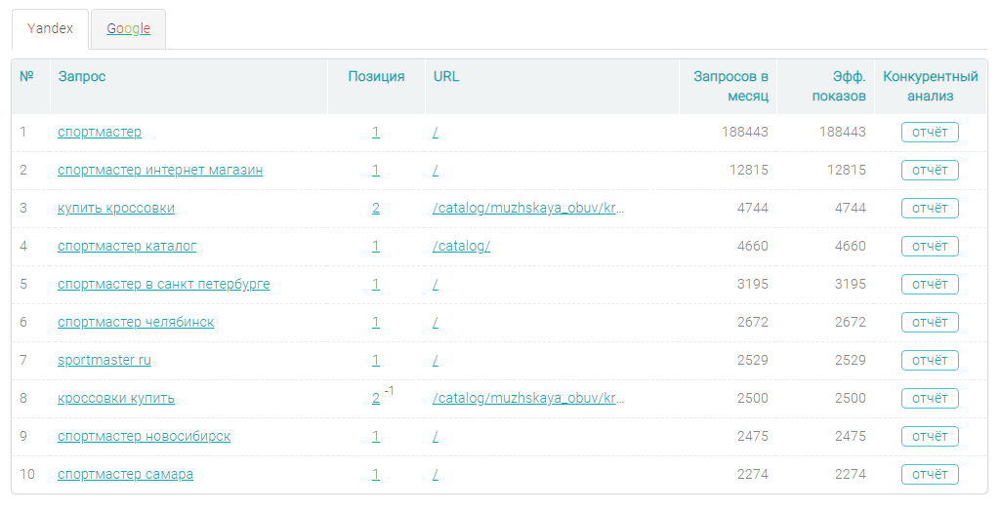 Yandex Google
№ Запрос Позиция URL Запросов в месяц Эфф. показов Конкурентный анализ
1 спортмастер 1 / 188443 188443 отчёт
2 спортмастер интернет магазин 1 / 12815 12815 отчёт
3 купить кроссовки 2 /catalog/muzhskaya_obuv/kr... 4744 4744 отчёт
4 спортмастер каталог 1 /catalog/ 4660 4660 отчёт
5 спортмастер в санкт петербурге 1 / 3195 3195 отчёт
6 спортмастер челябинск 1 / 2672 2672 отчёт
7 sportmaster ru 1 / 2529 2529 отчёт
8 кроссовки купить 2 -1 /catalog/muzhskaya_obuv/kr... 2500 2500 отчёт
9 спортмастер новосибирск 1 / 2475 2475 отчёт
10 спортмастер самара 1 / 2274 2274 отчёт